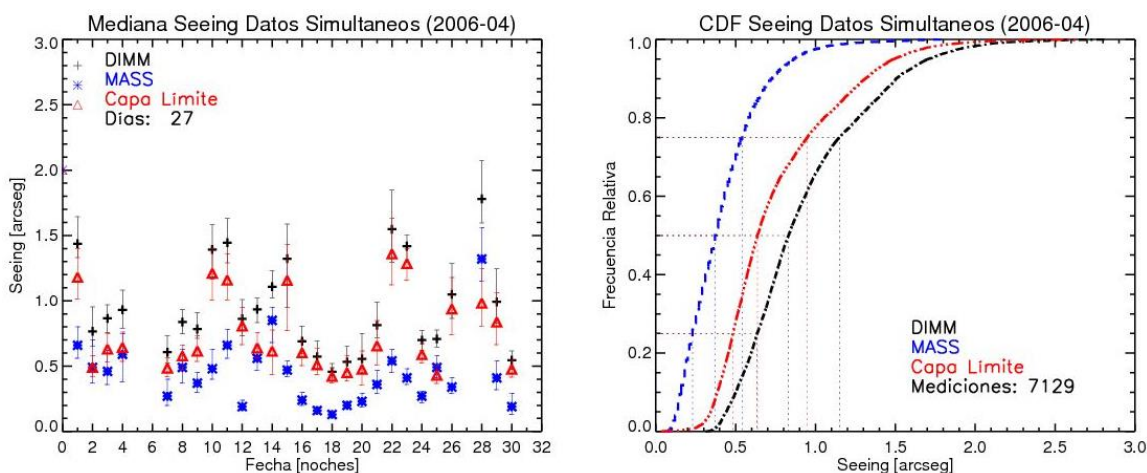 Mediana Seeing Datos Simultaneos (2006-04)
3.0
2.5
2.0
1.5
1.0
0.5
0.0
Seeing [arcseg]
DIMM
MASS
Capa Limite
Dias: 27
0 2 4 6 8 10 12 14 16 18 20 22 24 26 28 30 32
Fecha [noches]
CDF Seeing Datos Simultaneos (2006-04)
1.0
0.8
0.6
0.4
0.2
0.0
Frecuencia Relativa
DIMM
MASS
Capa Limite
Mediciones: 7129
0.0 0.5 1.0 1.5 2.0 2.5 3.0
Seeing [arcseg]